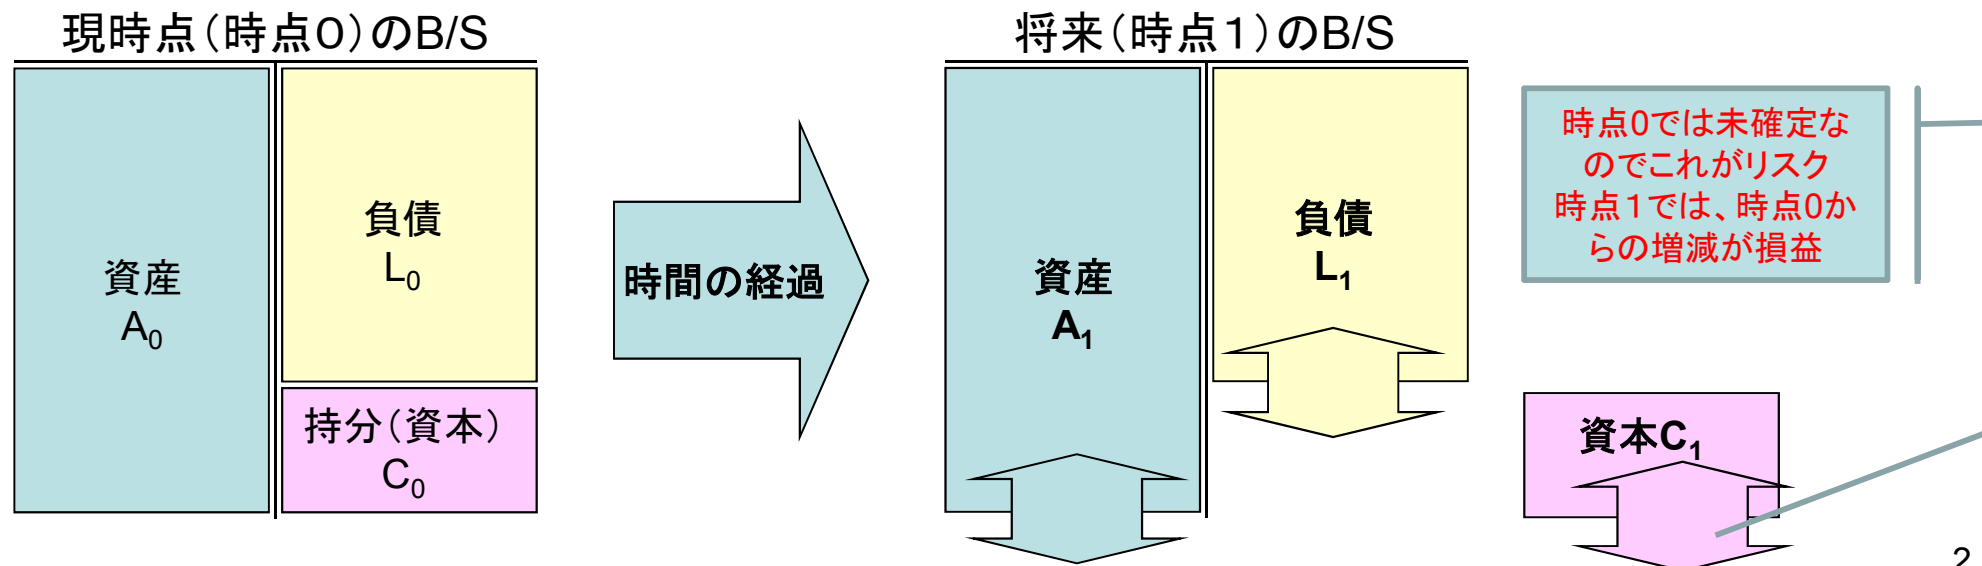 現時点(時点0)のB/S
資産
A₀
負債
L₀
持分(資本)
C₀
時間の経過
将来(時点1)のB/S
資産
A₁
負債
L₁
時点0では未確定な
のでこれがリスク
時点1では、時点0か
らの増減が損益
資本C₁
2